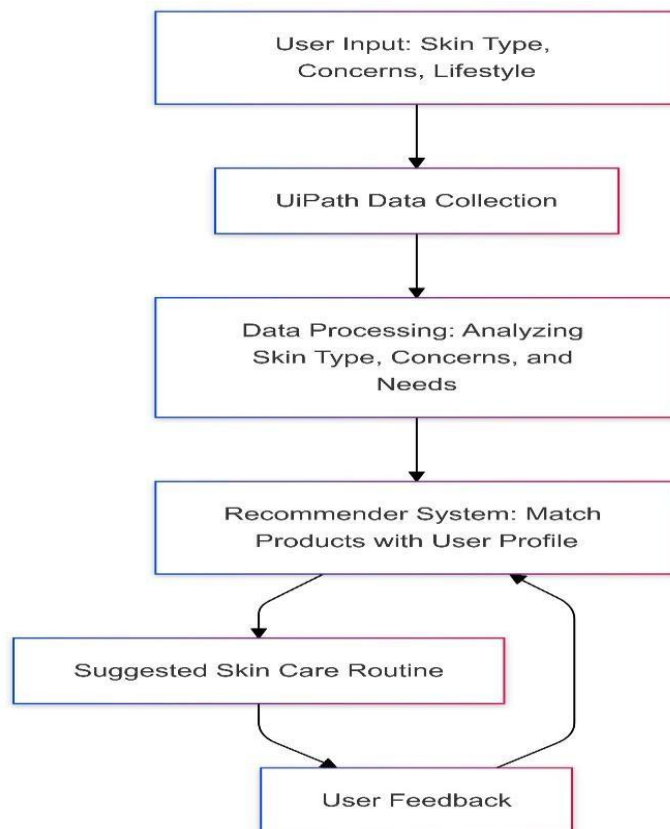 User Input: Skin Type,
Concerns, Lifestyle
UiPath Data Collection
Data Processing: Analyzing
Skin Type, Concerns, and
Needs
Recommender System: Match
Products with User Profile
Suggested Skin Care Routine
User Feedback